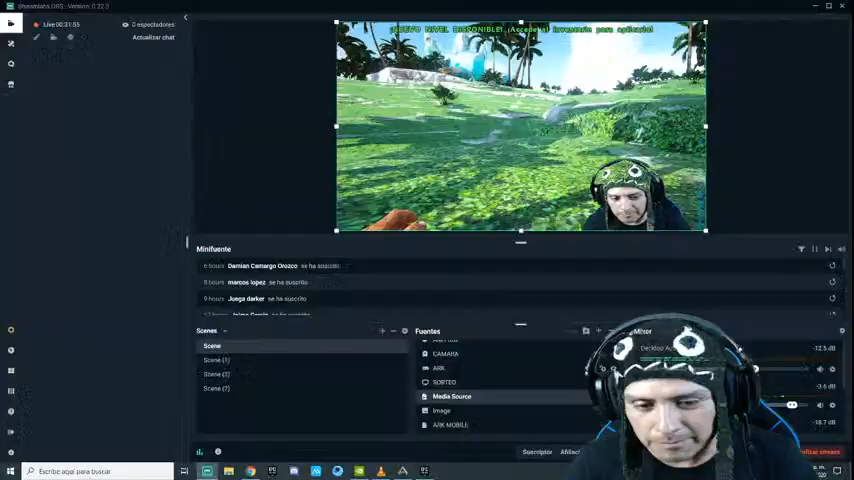 Streamlabs OBS - Version: 0.22.3
Live 00:21:55
0 espectadores
Actualizar chat
¡NUEVO NIVEL DISPONIBLE! ¡Accede al inventario para aplicarlo!
Minifuente
6 hours Damian Camargo Orozco se ha suscrito
8 hours marcos lopez se ha suscrito
9 hours Juega darker se ha suscrito
Scenes
Scene
Scene (1)
Scene (3)
Scene (2)
Fuentes
CAMARA
ARK
SORTEO
Media Source
Image
ARK MOBILE
Mixer
-12.5 dB
-3.6 dB
-18.7 dB
Suscriptor
stream
Escribe aquí para buscar